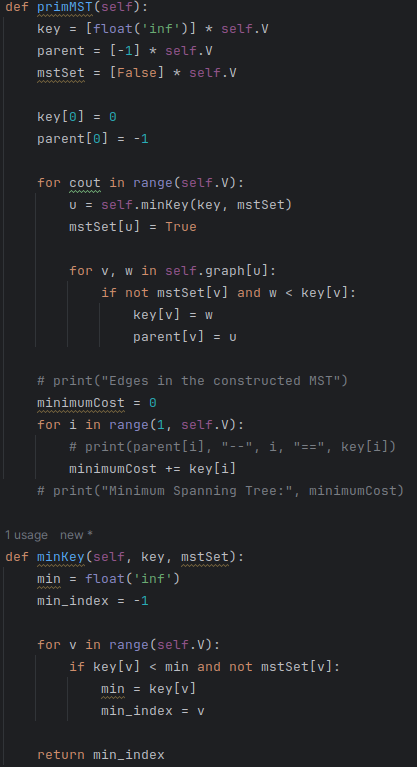 def primMST(self):
    key = [float('inf')] * self.V
    parent = [-1] * self.V
    mstSet = [False] * self.V

    key[0] = 0
    parent[0] = -1

    for cout in range(self.V):
        u = self.minKey(key, mstSet)
        mstSet[u] = True

        for v, w in self.graph[u]:
            if not mstSet[v] and w < key[v]:
                key[v] = w
                parent[v] = u

    # print("Edges in the constructed MST")
    minimumCost = 0
    for i in range(1, self.V):
        # print(parent[i], "--", i, "==", key[i])
        minimumCost += key[i]
    # print("Minimum Spanning Tree:", minimumCost)

1 usage   new *
def minKey(self, key, mstSet):
    min = float('inf')
    min_index = -1

    for v in range(self.V):
        if key[v] < min and not mstSet[v]:
            min = key[v]
            min_index = v

    return min_index